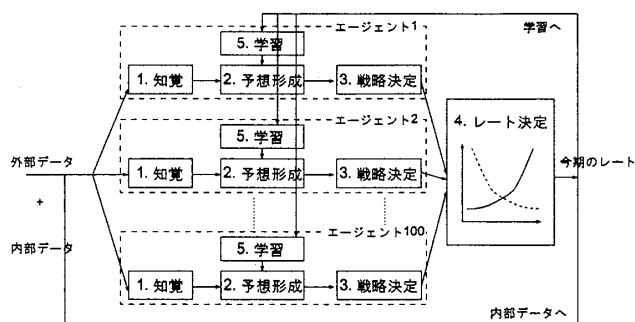 エージェント1
学習へ
5. 学習
1. 知覚
2. 予想形成
3. 戦略決定
エージェント2
4. レート決定
5. 学習
外部データ
1. 知覚
2. 予想形成
3. 戦略決定
今期のレート
+
内部データ
エージェント100
5. 学習
1. 知覚
2. 予想形成
3. 戦略決定
内部データへ